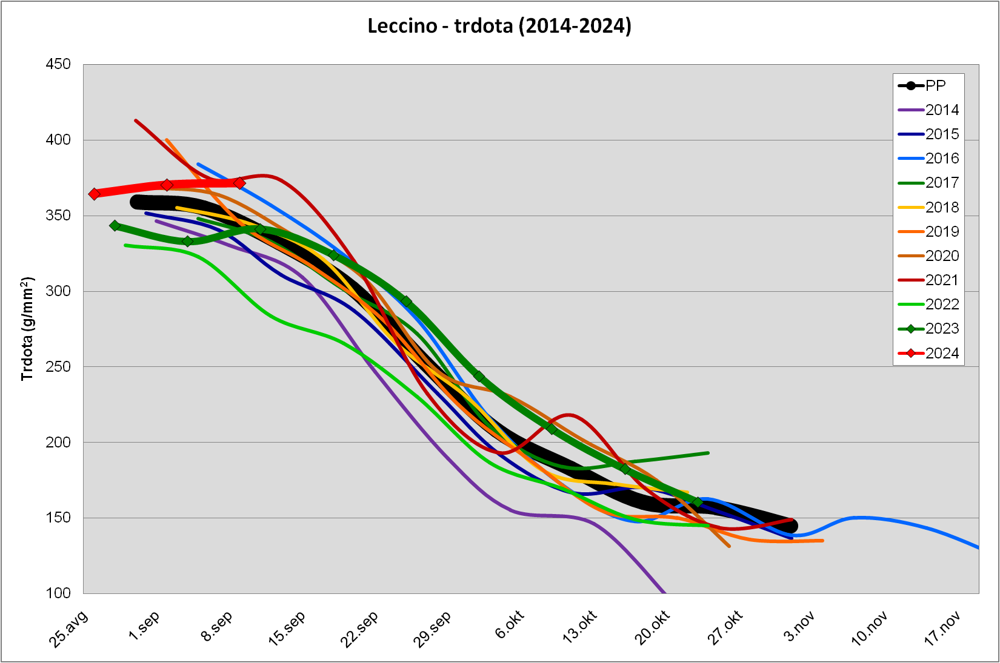 Leccino - trdota (2014-2024)
Trdota (g/mm²)
450
400
350
300
250
200
150
100
25.avg
1.sep
8.sep
15.sep
22.sep
29.sep
6.okt
13.okt
20.okt
27.okt
3.nov
10.nov
17.nov
PP
2014
2015
2016
2017
2018
2019
2020
2021
2022
2023
2024